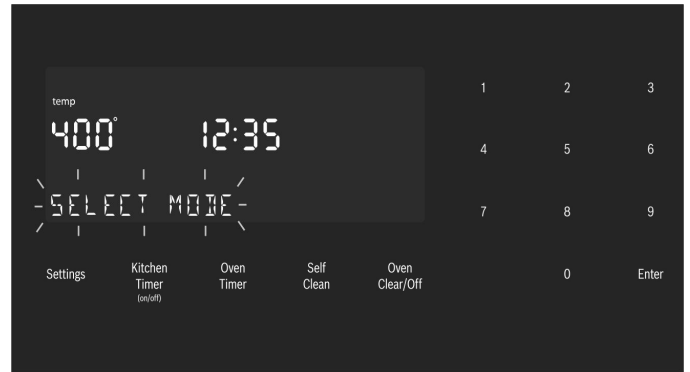 temp
400° 12:35
SELECT MODE
1 2 3
4 5 6
7 8 9
0 Enter
Settings
Kitchen
Timer
(on/off)
Oven
Timer
Self
Clean
Oven
Clear/Off